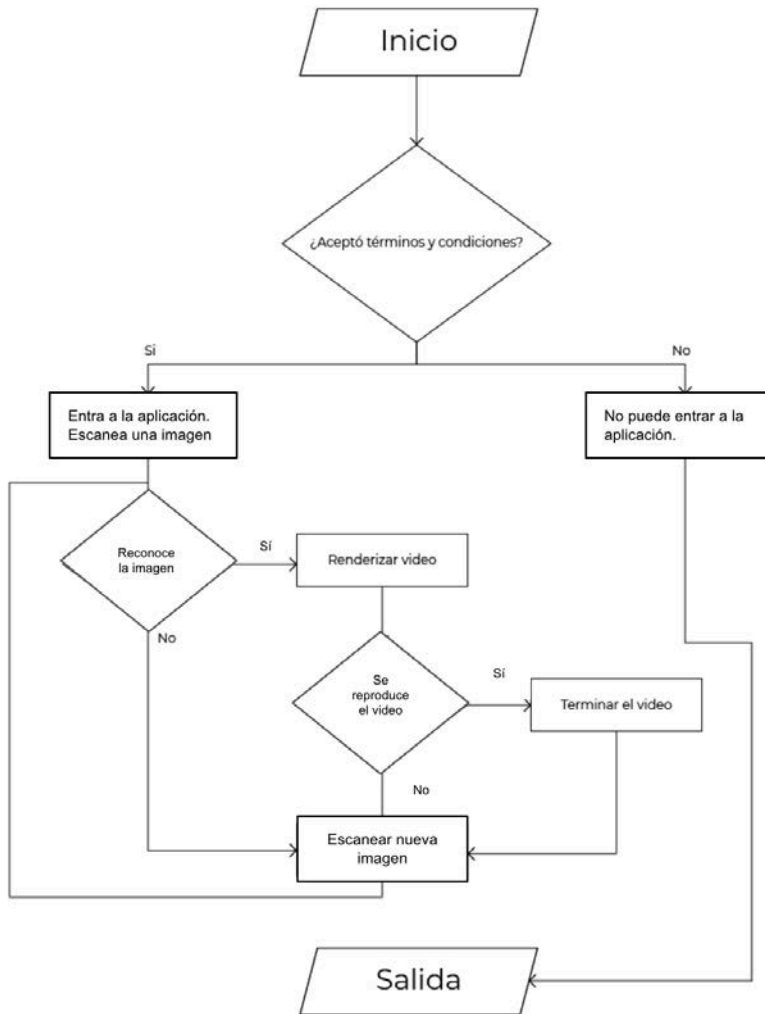 Inicio
¿Aceptó términos y condiciones?
Si
No
Entra a la aplicación.
Escanea una imagen
No puede entrar a la
aplicación.
Reconoce
la imagen
Sí
Renderizar video
No
Se
reproduce
el video
Sí
Terminar el video
No
Escanear nueva
imagen
Salida